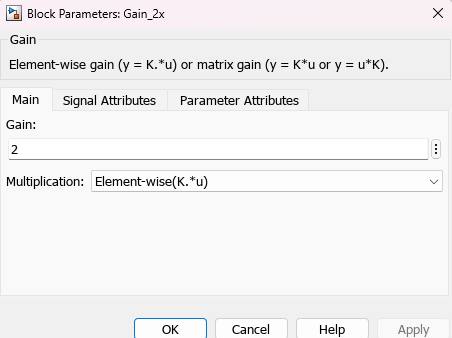 Block Parameters: Gain_2x
Gain
Element-wise gain (y = K.*u) or matrix gain (y = K*u or y = u*K).
Main Signal Attributes Parameter Attributes
Gain:
2
Multiplication: Element-wise(K.*u)
OK Cancel Help Apply